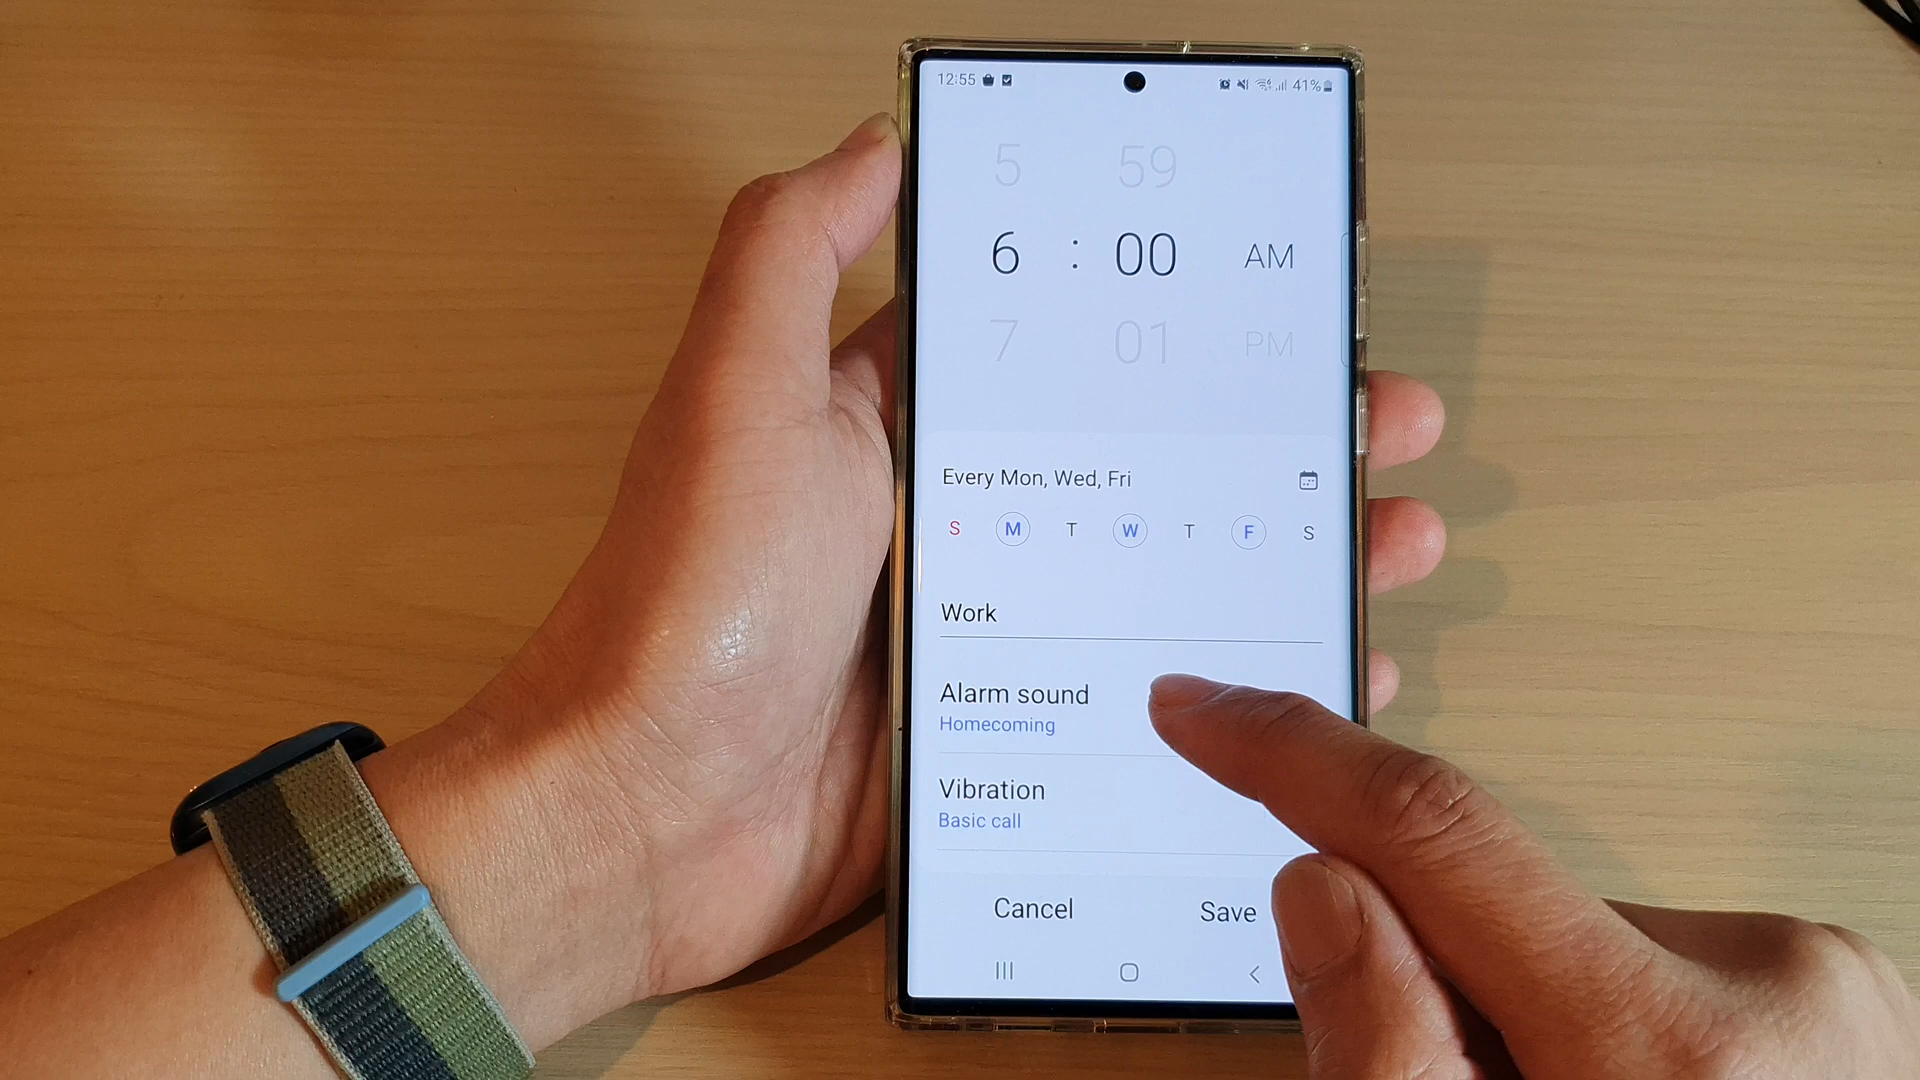 12:55 41%
5 59
6 : 00 AM
7 01 PM
Every Mon, Wed, Fri
S M T W T F S
Work
Alarm sound
Homecoming
Vibration
Basic call
Cancel Save